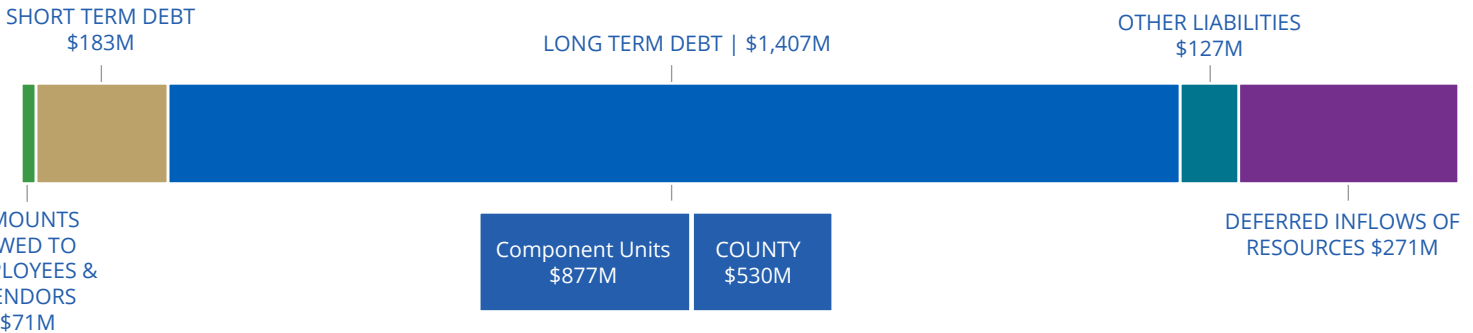 SHORT TERM DEBT
$183M
LONG TERM DEBT | $1,407M
OTHER LIABILITIES
$127M
MOUNTS
WED TO
PLOYEES &
ENDORS
$71M
Component Units
$877M
COUNTY
$530M
DEFERRED INFLOWS OF
RESOURCES $271M